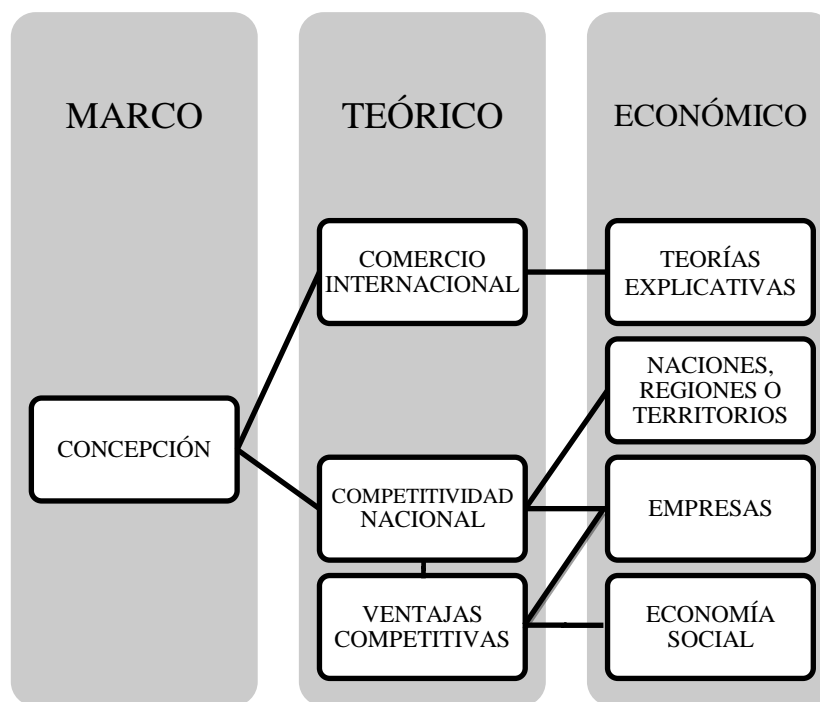 MARCO
TEÓRICO
ECONÓMICO
CONCEPCIÓN
COMERCIO
INTERNACIONAL
COMPETITIVIDAD
NACIONAL
VENTAJAS
COMPETITIVAS
TEORÍAS
EXPLICATIVAS
NACIONES,
REGIONES O
TERRITORIOS
EMPRESAS
ECONOMÍA
SOCIAL